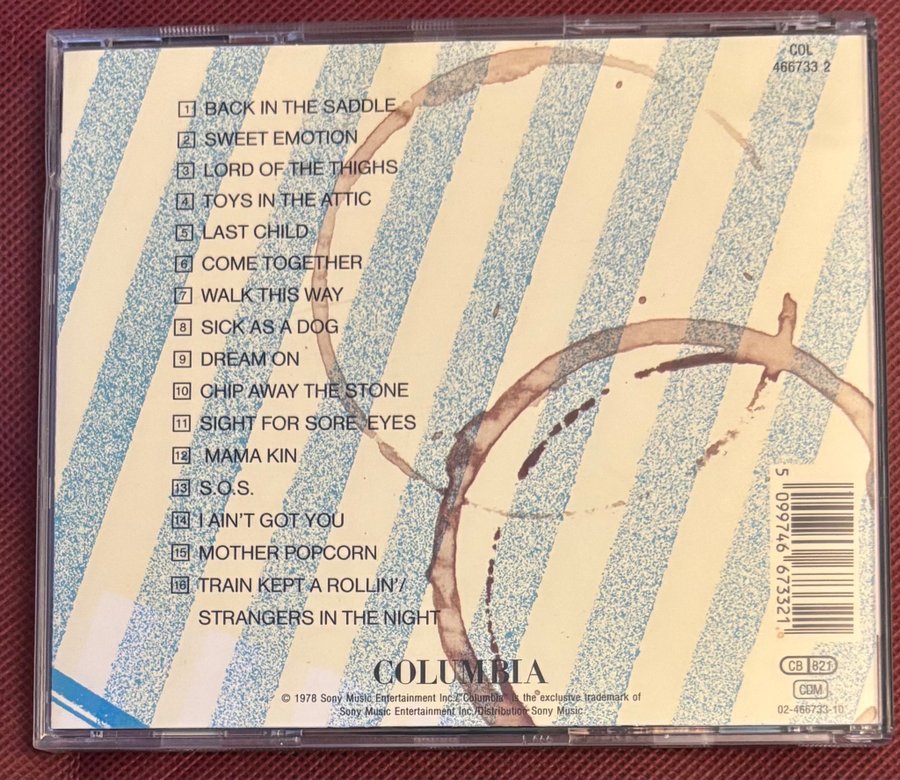 COL
466733 2
1 BACK IN THE SADDLE
2 SWEET EMOTION
3 LORD OF THE THIGHS
4 TOYS IN THE ATTIC
5 LAST CHILD
6 COME TOGETHER
7 WALK THIS WAY
8 SICK AS A DOG
9 DREAM ON
10 CHIP AWAY THE STONE
11 SIGHT FOR SORE EYES
12 MAMA KIN
13 S.O.S.
14 I AIN'T GOT YOU
15 MOTHER POPCORN
16 TRAIN KEPT A ROLLIN'/
STRANGERS IN THE NIGHT
5 099746 673321
COLUMBIA
CB 821
CDM
© 1978 Sony Music Entertainment Inc./"Columbia" is the exclusive trademark of
Sony Music Entertainment Inc./Distribution Sony Music.
02-466733-10